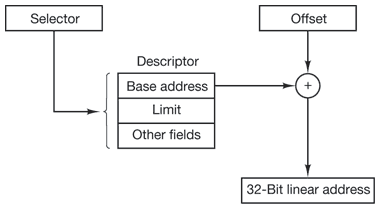 Selector
Offset
Descriptor
Base address
+
Limit
Other fields
32-Bit linear address